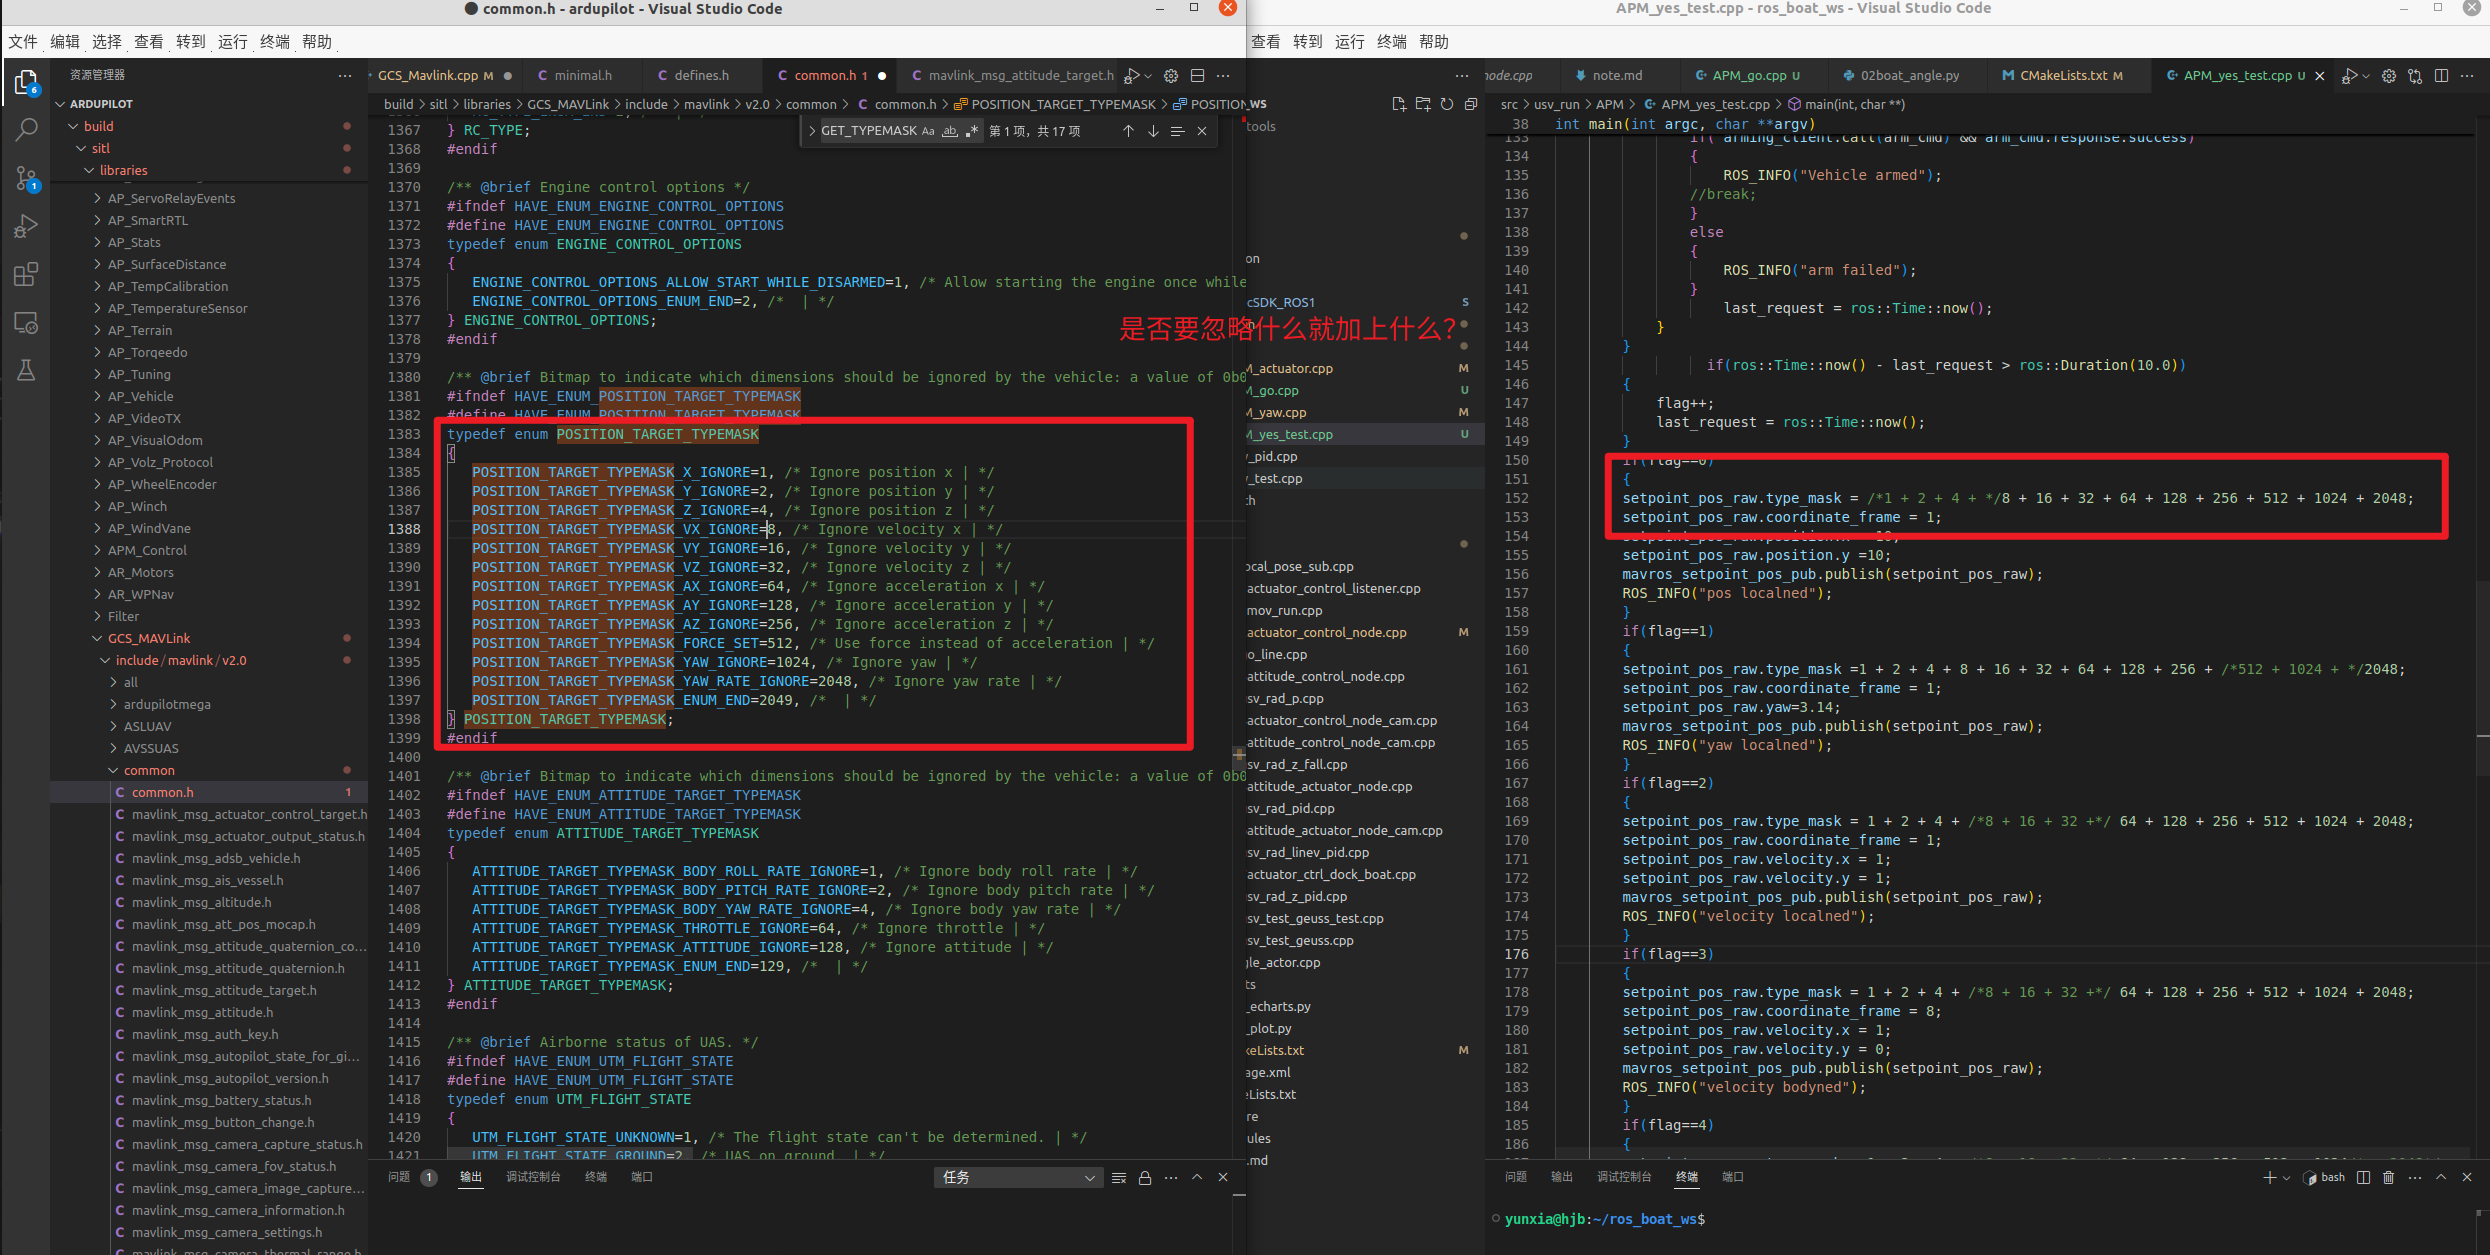 common.h - ardupilot - Visual Studio Code
文件 编辑 选择 查看 转到 运行 终端 帮助
资源管理器
GCS_Mavlink.cpp M
minimal.h
defines.h
common.h 1
mavlink_msg_attitude_target.h
build > sitl > libraries > GCS_MAVLink > include > mavlink > v2.0 > common > common.h > POSITION_TARGET_TYPEMASK >
GET_TYPEMASK Aa ab .* 第 1 项，共 17 项
ARDUPILOT
build
sitl
libraries
AP_ServoRelayEvents
AP_SmartRTL
AP_Stats
AP_SurfaceDistance
AP_TempCalibration
AP_TemperatureSensor
AP_Terrain
AP_Torqeedo
AP_Tuning
AP_Vehicle
AP_VideoTX
AP_VisualOdom
AP_Volz_Protocol
AP_WheelEncoder
AP_Winch
AP_WindVane
APM_Control
AR_Motors
AR_WPNav
Filter
GCS_MAVLink
include/mavlink/v2.0
all
ardupilotmega
ASLUAV
AVSSUAS
common
common.h 1
mavlink_msg_actuator_control_target.h
mavlink_msg_actuator_output_status.h
mavlink_msg_adsb_vehicle.h
mavlink_msg_ais_vessel.h
mavlink_msg_altitude.h
mavlink_msg_att_pos_mocap.h
mavlink_msg_attitude_quaternion_co...
mavlink_msg_attitude_quaternion.h
mavlink_msg_attitude_target.h
mavlink_msg_attitude.h
mavlink_msg_auth_key.h
mavlink_msg_autopilot_state_for_gi...
mavlink_msg_autopilot_version.h
mavlink_msg_battery_status.h
mavlink_msg_button_change.h
mavlink_msg_camera_capture_status.h
mavlink_msg_camera_fov_status.h
mavlink_msg_camera_image_capture...
mavlink_msg_camera_information.h
mavlink_msg_camera_settings.h
1367 } RC_TYPE;
1368 #endif
1369
1370 /** @brief Engine control options */
1371 #ifndef HAVE_ENUM_ENGINE_CONTROL_OPTIONS
1372 #define HAVE_ENUM_ENGINE_CONTROL_OPTIONS
1373 typedef enum ENGINE_CONTROL_OPTIONS
1374 {
1375 ENGINE_CONTROL_OPTIONS_ALLOW_START_WHILE_DISARMED=1, /* Allow starting the engine once while
1376 ENGINE_CONTROL_OPTIONS_ENUM_END=2, /*  | */
1377 } ENGINE_CONTROL_OPTIONS;
1378 #endif
1379
1380 /** @brief Bitmap to indicate which dimensions should be ignored by the vehicle: a value of 0b0
1381 #ifndef HAVE_ENUM_POSITION_TARGET_TYPEMASK
1382 #define HAVE_ENUM_POSITION_TARGET_TYPEMASK
1383 typedef enum POSITION_TARGET_TYPEMASK
1384 {
1385 POSITION_TARGET_TYPEMASK_X_IGNORE=1, /* Ignore position x | */
1386 POSITION_TARGET_TYPEMASK_Y_IGNORE=2, /* Ignore position y | */
1387 POSITION_TARGET_TYPEMASK_Z_IGNORE=4, /* Ignore position z | */
1388 POSITION_TARGET_TYPEMASK_VX_IGNORE=8, /* Ignore velocity x | */
1389 POSITION_TARGET_TYPEMASK_VY_IGNORE=16, /* Ignore velocity y | */
1390 POSITION_TARGET_TYPEMASK_VZ_IGNORE=32, /* Ignore velocity z | */
1391 POSITION_TARGET_TYPEMASK_AX_IGNORE=64, /* Ignore acceleration x | */
1392 POSITION_TARGET_TYPEMASK_AY_IGNORE=128, /* Ignore acceleration y | */
1393 POSITION_TARGET_TYPEMASK_AZ_IGNORE=256, /* Ignore acceleration z | */
1394 POSITION_TARGET_TYPEMASK_FORCE_SET=512, /* Use force instead of acceleration | */
1395 POSITION_TARGET_TYPEMASK_YAW_IGNORE=1024, /* Ignore yaw | */
1396 POSITION_TARGET_TYPEMASK_YAW_RATE_IGNORE=2048, /* Ignore yaw rate | */
1397 POSITION_TARGET_TYPEMASK_ENUM_END=2049, /*  | */
1398 } POSITION_TARGET_TYPEMASK;
1399 #endif
1400
1401 /** @brief Bitmap to indicate which dimensions should be ignored by the vehicle: a value of 0b0
1402 #ifndef HAVE_ENUM_ATTITUDE_TARGET_TYPEMASK
1403 #define HAVE_ENUM_ATTITUDE_TARGET_TYPEMASK
1404 typedef enum ATTITUDE_TARGET_TYPEMASK
1405 {
1406 ATTITUDE_TARGET_TYPEMASK_BODY_ROLL_RATE_IGNORE=1, /* Ignore body roll rate | */
1407 ATTITUDE_TARGET_TYPEMASK_BODY_PITCH_RATE_IGNORE=2, /* Ignore body pitch rate | */
1408 ATTITUDE_TARGET_TYPEMASK_BODY_YAW_RATE_IGNORE=4, /* Ignore body yaw rate | */
1409 ATTITUDE_TARGET_TYPEMASK_THROTTLE_IGNORE=64, /* Ignore throttle | */
1410 ATTITUDE_TARGET_TYPEMASK_ATTITUDE_IGNORE=128, /* Ignore attitude | */
1411 ATTITUDE_TARGET_TYPEMASK_ENUM_END=129, /*  | */
1412 } ATTITUDE_TARGET_TYPEMASK;
1413 #endif
1414
1415 /** @brief Airborne status of UAS. */
1416 #ifndef HAVE_ENUM_UTM_FLIGHT_STATE
1417 #define HAVE_ENUM_UTM_FLIGHT_STATE
1418 typedef enum UTM_FLIGHT_STATE
1419 {
1420 UTM_FLIGHT_STATE_UNKNOWN=1, /* The flight state can't be determined. | */
1421 UTM_FLIGHT_STATE_GROUND=2, /* UAS on ground. | */
问题 1 输出 调试控制台 终端 端口
任务
是否要忽略什么就加上什么？
APM_yes_test.cpp - ros_boat_ws - Visual Studio Code
查看 转到 运行 终端 帮助
node.cpp
note.md
APM_go.cpp U
02boat_angle.py
CMakeLists.txt M
APM_yes_test.cpp U
src > usv_run > APM > APM_yes_test.cpp > main(int, char **)
WS
tools
on
cSDK_ROS1 S
M_actuator.cpp M
M_go.cpp U
M_yaw.cpp M
M_yes_test.cpp U
_pid.cpp
_test.cpp
th
ocal_pose_sub.cpp
actuator_control_listener.cpp
mov_run.cpp
actuator_control_node.cpp M
o_line.cpp
attitude_control_node.cpp
sv_rad_p.cpp
actuator_control_node_cam.cpp
attitude_control_node_cam.cpp
sv_rad_z_fall.cpp
attitude_actuator_node.cpp
sv_rad_pid.cpp
attitude_actuator_node_cam.cpp
sv_rad_linev_pid.cpp
actuator_ctrl_dock_boat.cpp
sv_rad_z_pid.cpp
sv_test_geuss_test.cpp
sv_test_geuss.cpp
gle_actor.cpp
ts
_echarts.py
_plot.py
keLists.txt M
age.xml
eLists.txt
re
ules
.md
38 int main(int argc, char **argv)
133 if( arming_client.call(arm_cmd) && arm_cmd.response.success)
134 {
135 ROS_INFO("Vehicle armed");
136 //break;
137 }
138 else
139 {
140 ROS_INFO("arm failed");
141 }
142 last_request = ros::Time::now();
143 }
144 }
145 if(ros::Time::now() - last_request > ros::Duration(10.0))
146 {
147 flag++;
148 last_request = ros::Time::now();
149 }
150 if(flag==0)
151 {
152 setpoint_pos_raw.type_mask = /*1 + 2 + 4 + */8 + 16 + 32 + 64 + 128 + 256 + 512 + 1024 + 2048;
153 setpoint_pos_raw.coordinate_frame = 1;
154 setpoint_pos_raw.position.x = 10;
155 setpoint_pos_raw.position.y =10;
156 mavros_setpoint_pos_pub.publish(setpoint_pos_raw);
157 ROS_INFO("pos localned");
158 }
159 if(flag==1)
160 {
161 setpoint_pos_raw.type_mask =1 + 2 + 4 + 8 + 16 + 32 + 64 + 128 + 256 + /*512 + 1024 + */2048;
162 setpoint_pos_raw.coordinate_frame = 1;
163 setpoint_pos_raw.yaw=3.14;
164 mavros_setpoint_pos_pub.publish(setpoint_pos_raw);
165 ROS_INFO("yaw localned");
166 }
167 if(flag==2)
168 {
169 setpoint_pos_raw.type_mask = 1 + 2 + 4 + /*8 + 16 + 32 +*/ 64 + 128 + 256 + 512 + 1024 + 2048;
170 setpoint_pos_raw.coordinate_frame = 1;
171 setpoint_pos_raw.velocity.x = 1;
172 setpoint_pos_raw.velocity.y = 1;
173 mavros_setpoint_pos_pub.publish(setpoint_pos_raw);
174 ROS_INFO("velocity localned");
175 }
176 if(flag==3)
177 {
178 setpoint_pos_raw.type_mask = 1 + 2 + 4 + /*8 + 16 + 32 +*/ 64 + 128 + 256 + 512 + 1024 + 2048;
179 setpoint_pos_raw.coordinate_frame = 8;
180 setpoint_pos_raw.velocity.x = 1;
181 setpoint_pos_raw.velocity.y = 0;
182 mavros_setpoint_pos_pub.publish(setpoint_pos_raw);
183 ROS_INFO("velocity bodyned");
184 }
185 if(flag==4)
186 {
问题 输出 调试控制台 终端 端口
bash
yunxia@hjb:~/ros_boat_ws$